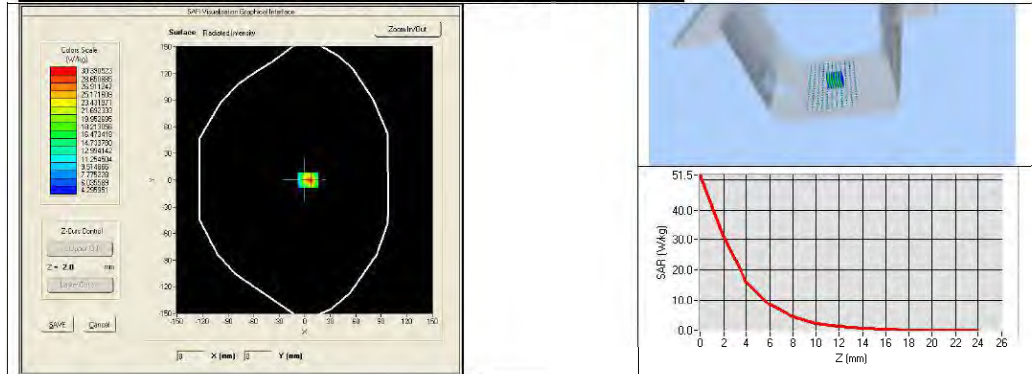 SAR Visualisation Graphical Interface
Surface Radiated Intensity
Zoom In/Out
Colors Scale
(W/kg)
30.390523
28.650885
26.911247
25.171609
23.431971
21.692333
19.952695
18.213056
16.473418
14.733780
12.994142
11.254504
9.514866
7.775228
6.035589
4.295951
150
120
90
60
30
0
-30
-60
-90
-120
-150
Y
-150 -120 -90 -60 -30 0 30 60 90 120 150
X
Z-Cuts Control
Z = 2.0 mm
SAVE Cancel
0 X (mm) 0 Y (mm)
51.5
40.0
30.0
20.0
10.0
0.0
SAR (W/kg)
0 2 4 6 8 10 12 14 16 18 20 22 24 26
Z (mm)